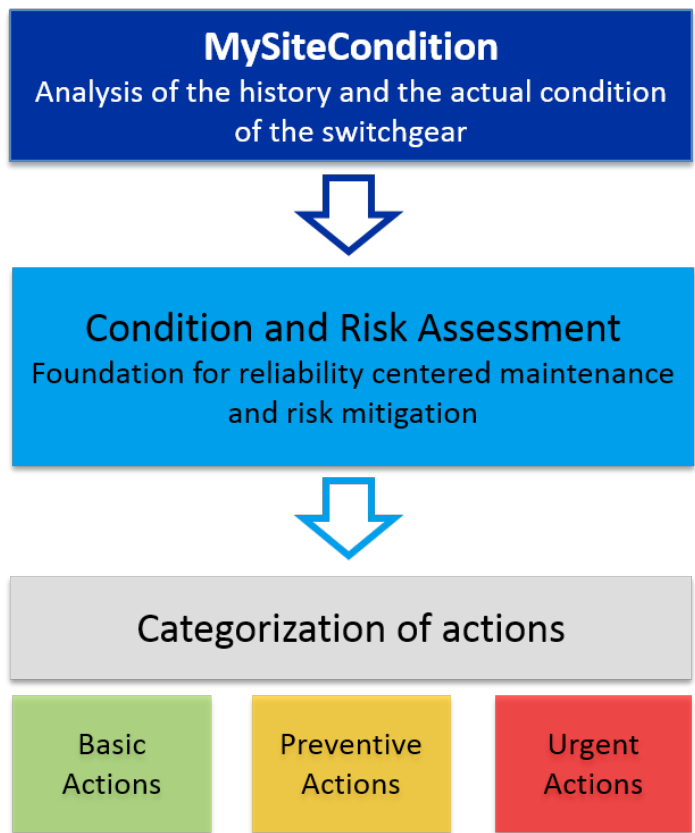 MySiteCondition
Analysis of the history and the actual condition
of the switchgear
Condition and Risk Assessment
Foundation for reliability centered maintenance
and risk mitigation
Categorization of actions
Basic
Actions
Preventive
Actions
Urgent
Actions